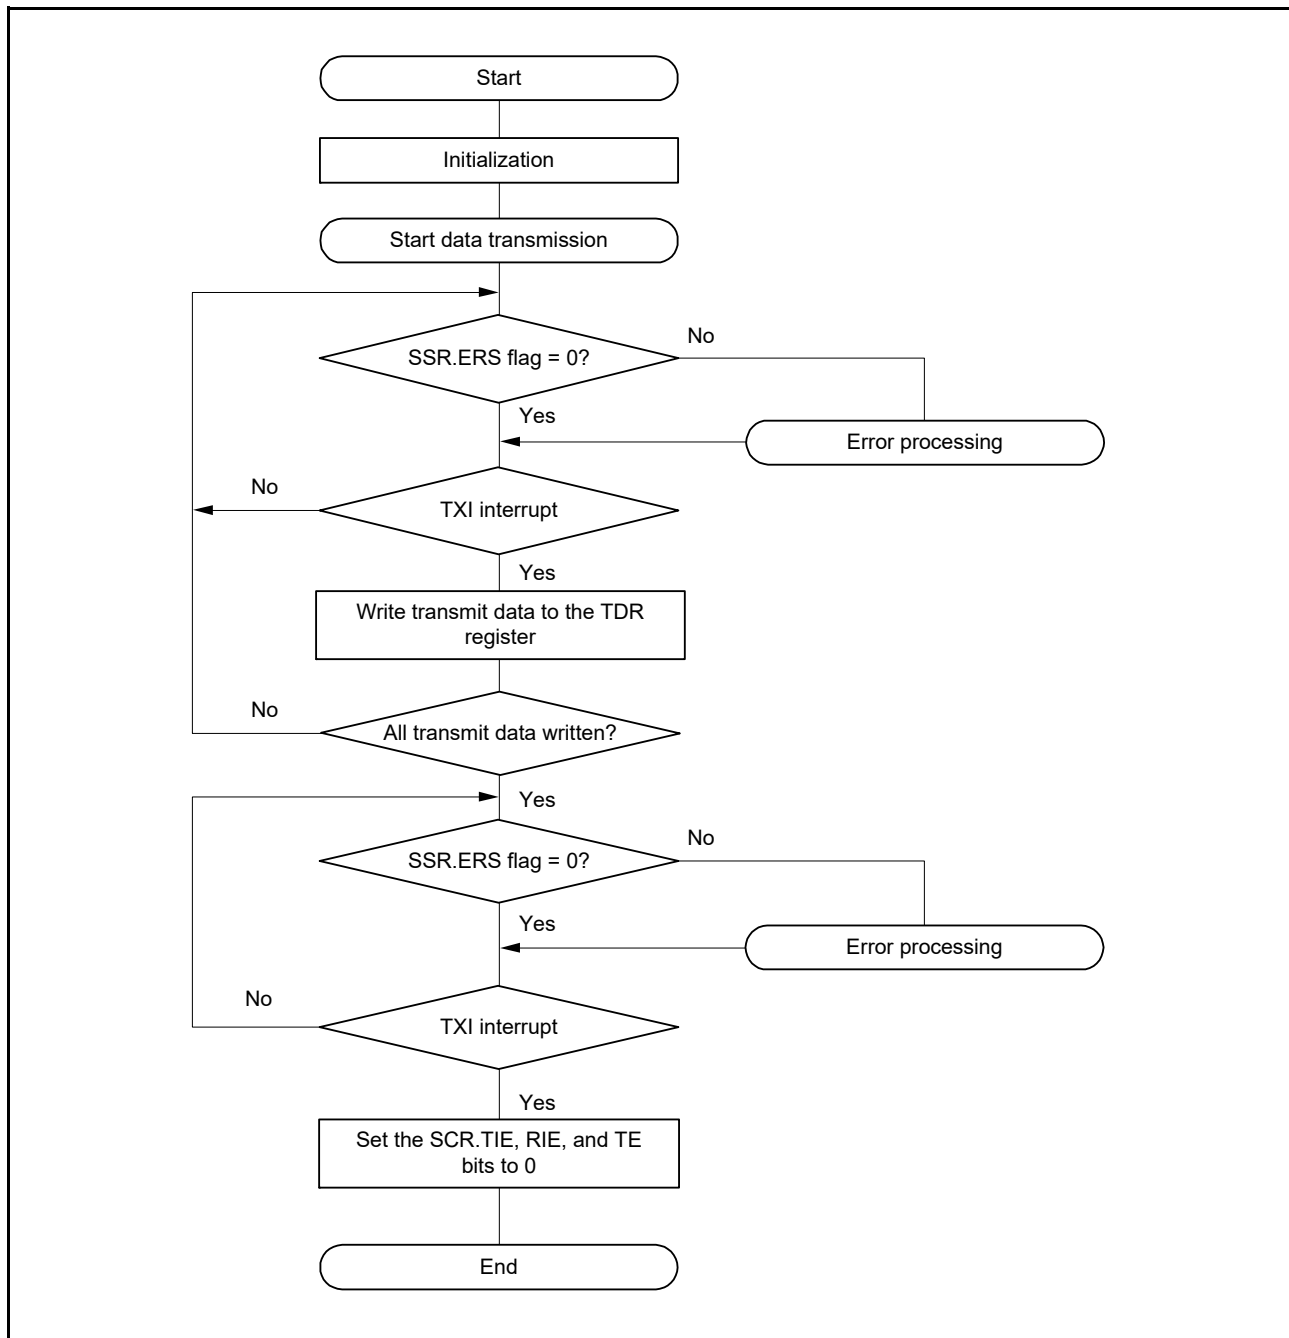 Start
Initialization
Start data transmission
SSR.ERS flag = 0?
No
Yes
Error processing
No
TXI interrupt
Yes
Write transmit data to the TDR
register
No
All transmit data written?
Yes
SSR.ERS flag = 0?
No
Yes
Error processing
No
TXI interrupt
Yes
Set the SCR.TIE, RIE, and TE
bits to 0
End